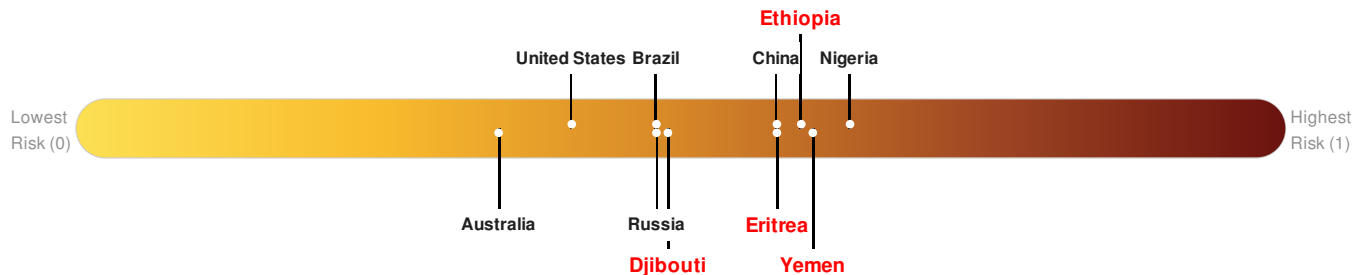 Ethiopia
United States Brazil China Nigeria
Lowest Risk (0)
Highest Risk (1)
Australia Russia Eritrea
Djibouti Yemen